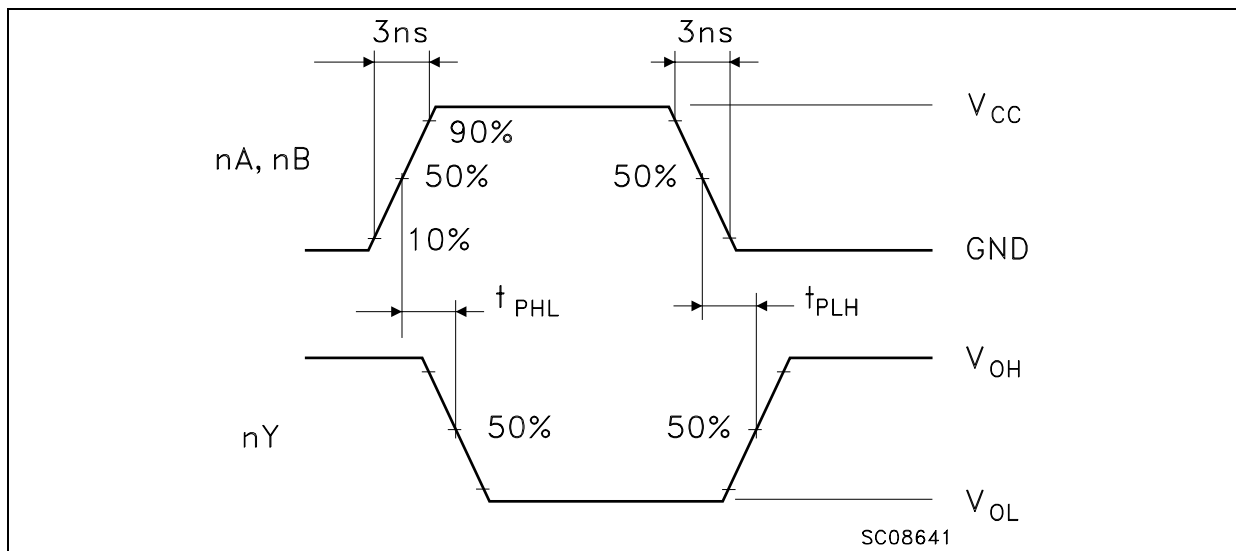 3ns 3ns
V_CC
90%
nA, nB
50% 50%
10%
GND
t_PHL t_PLH
V_OH
50% 50%
nY
V_OL
SC08641